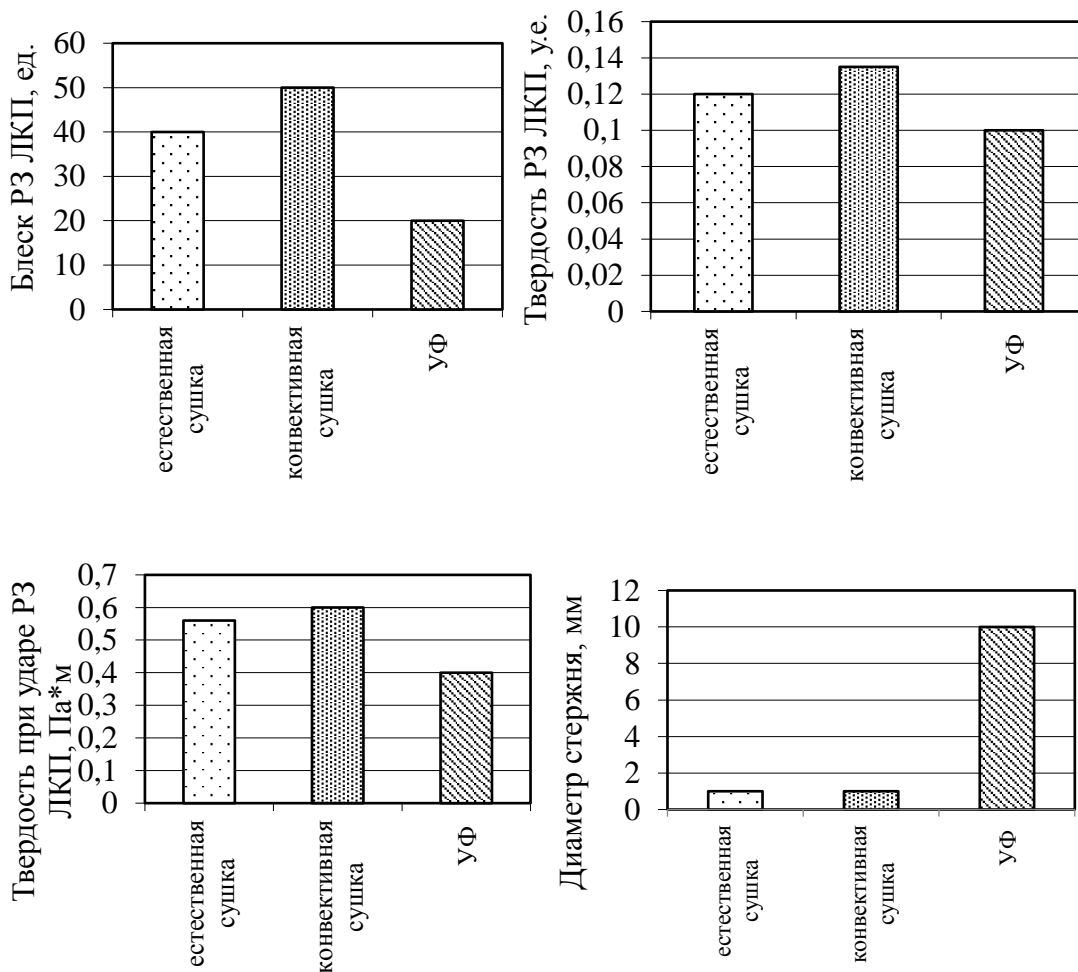 Блеск РЗ ЛКП, ед.
60
50
40
30
20
10
0
естественная
сушка
конвективная
сушка
УФ
Твердость РЗ ЛКП, у.е.
0,16
0,14
0,12
0,1
0,08
0,06
0,04
0,02
0
естественная
сушка
конвективная
сушка
УФ
Твердость при ударе РЗ
ЛКП, Па*м
0,7
0,6
0,5
0,4
0,3
0,2
0,1
0
естественная
сушка
конвективная
сушка
УФ
Диаметр стержня, мм
12
10
8
6
4
2
0
естественная
сушка
конвективная
сушка
УФ